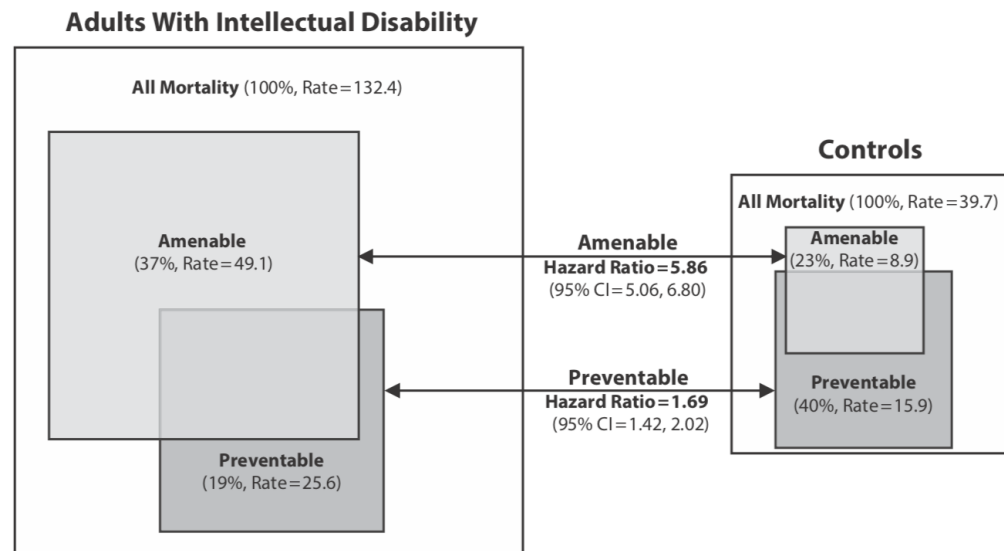 Adults With Intellectual Disability
All Mortality (100%, Rate=132.4)
Amenable
(37%, Rate=49.1)
Preventable
(19%, Rate=25.6)
Amenable
Hazard Ratio=5.86
(95% CI=5.06, 6.80)
Preventable
Hazard Ratio=1.69
(95% CI=1.42, 2.02)
Controls
All Mortality (100%, Rate=39.7)
Amenable
(23%, Rate=8.9)
Preventable
(40%, Rate=15.9)